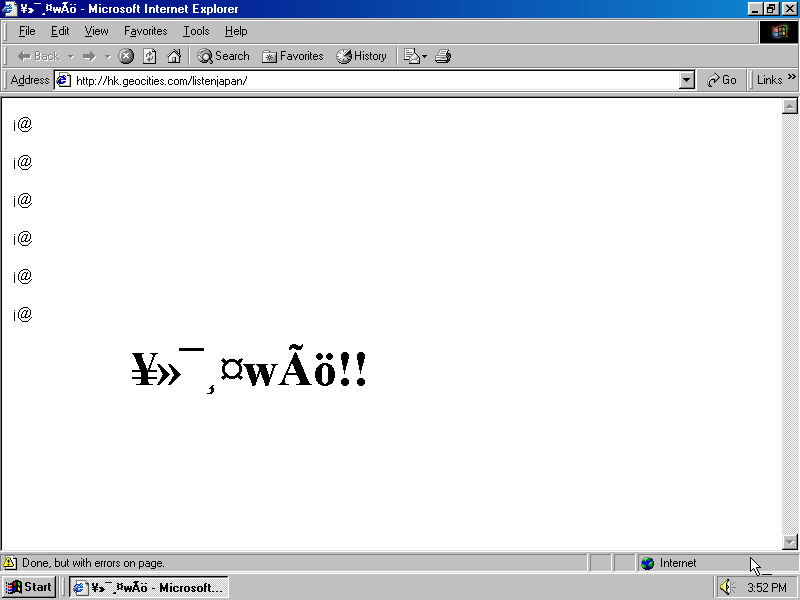 ¥»¯¸¤wÃö - Microsoft Internet Explorer
File Edit View Favorites Tools Help
Back Search Favorites History
Address http://hk.geocities.com/listenjapan/ Go Links »
¡@
¡@
¡@
¡@
¡@
¡@
¥»¯¸¤wÃö!!
Done, but with errors on page. Internet
Start ¥»¯¸¤wÃö - Microsoft... 3:52 PM